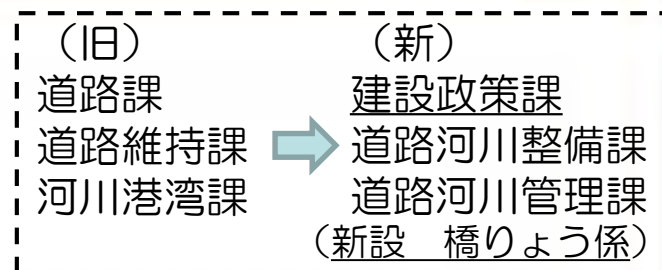 （旧）　（新）
道路課　建設政策課
道路維持課　道路河川整備課
河川港湾課　道路河川管理課
（新設　橋りょう係）